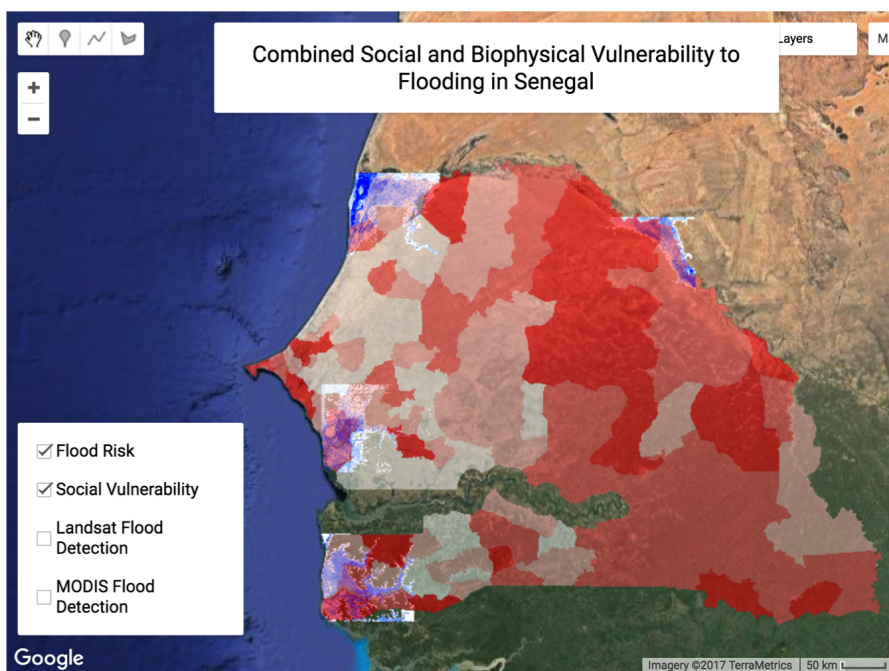 Combined Social and Biophysical Vulnerability to
Flooding in Senegal
Layers
+
−
Flood Risk
Social Vulnerability
Landsat Flood
Detection
MODIS Flood
Detection
Google
Imagery ©2017 TerraMetrics
50 km